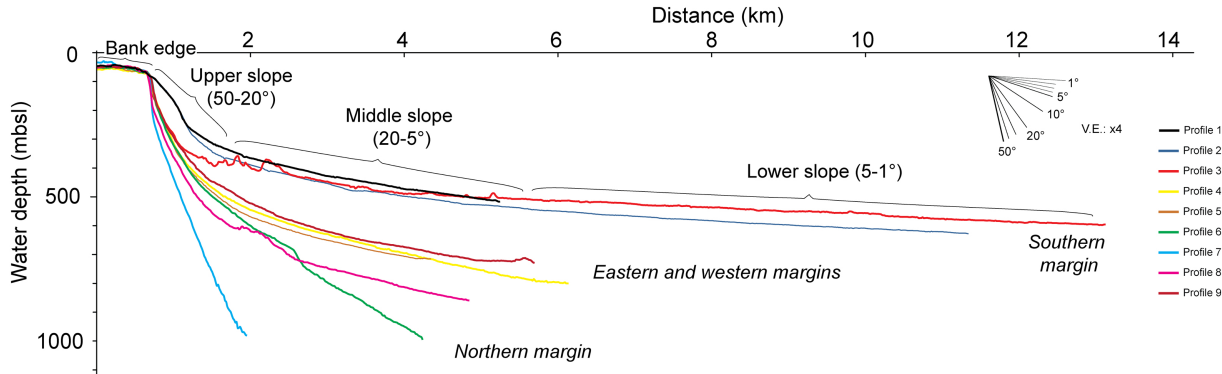 Distance (km)
2 4 6 8 10 12 14
0
Bank edge
Upper slope
(50-20°)
Middle slope
(20-5°)
Lower slope (5-1°)
1°
5°
10°
20°
50°
V.E.: x4
Water depth (mbsl)
500
1000
Southern
margin
Eastern and western margins
Northern margin
Profile 1
Profile 2
Profile 3
Profile 4
Profile 5
Profile 6
Profile 7
Profile 8
Profile 9